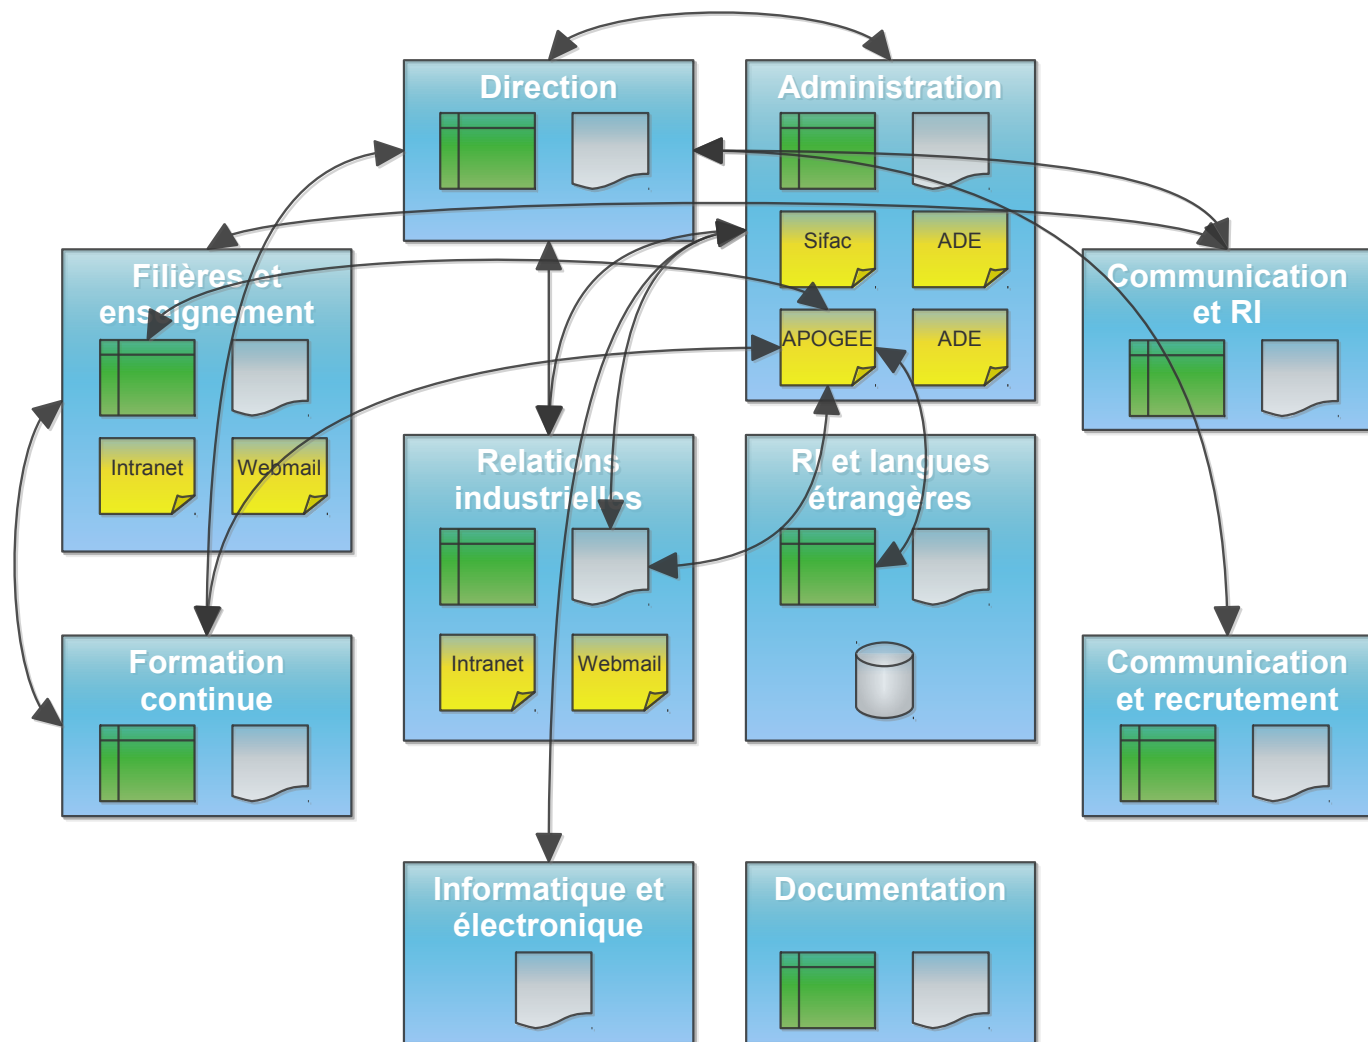 Direction
Administration
Sifac
ADE
APOGEE
ADE
Filières et
enseignement
Intranet
Webmail
Communication
et RI
Relations
industrielles
Intranet
Webmail
RI et langues
étrangères
Formation
continue
Communication
et recrutement
Informatique et
électronique
Documentation